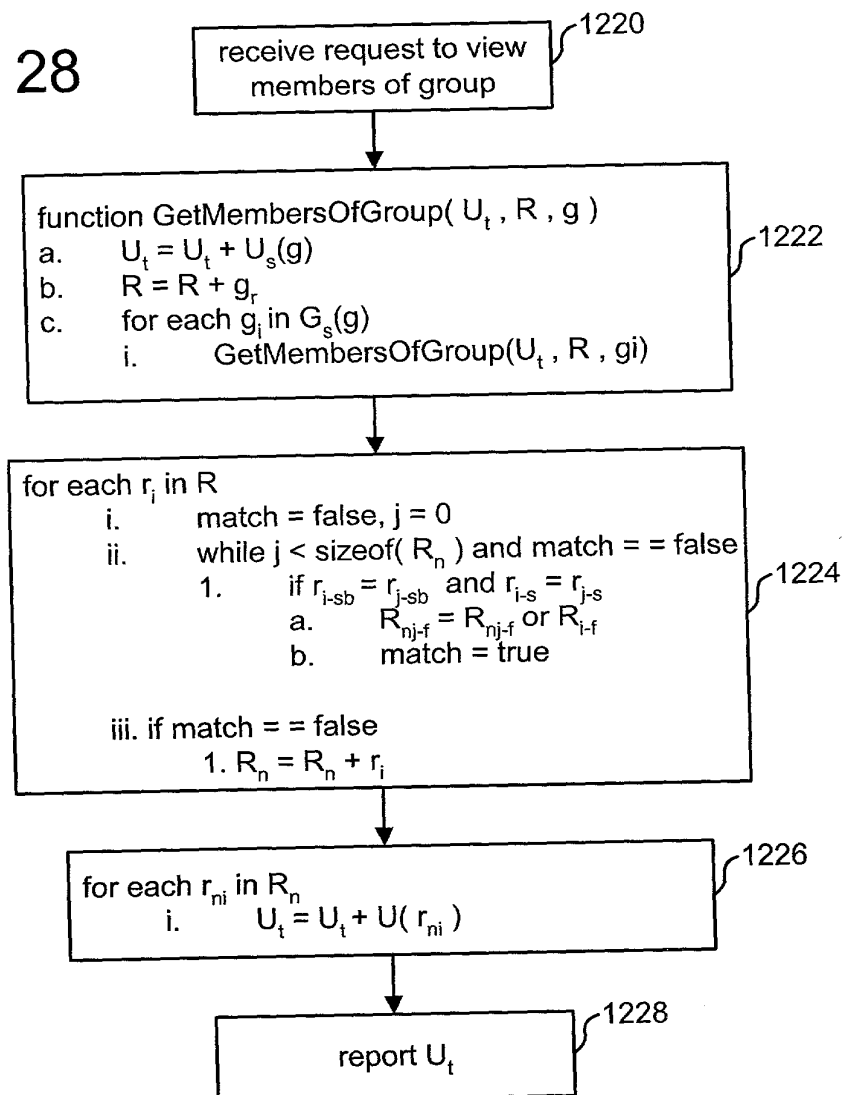 28
receive request to view
members of group
1220
function GetMembersOfGroup( U_t , R , g )
a. U_t = U_t + U_s(g)
b. R = R + g_r
c. for each g_i in G_s(g)
i. GetMembersOfGroup(U_t , R , gi)
1222
for each r_i in R
i. match = false, j = 0
ii. while j < sizeof( R_n ) and match = = false
1. if r_i-sb = r_j-sb and r_i-s = r_j-s
a. R_nj-f = R_nj-f or R_i-f
b. match = true
iii. if match = = false
1. R_n = R_n + r_i
1224
for each r_ni in R_n
i. U_t = U_t + U( r_ni )
1226
report U_t
1228